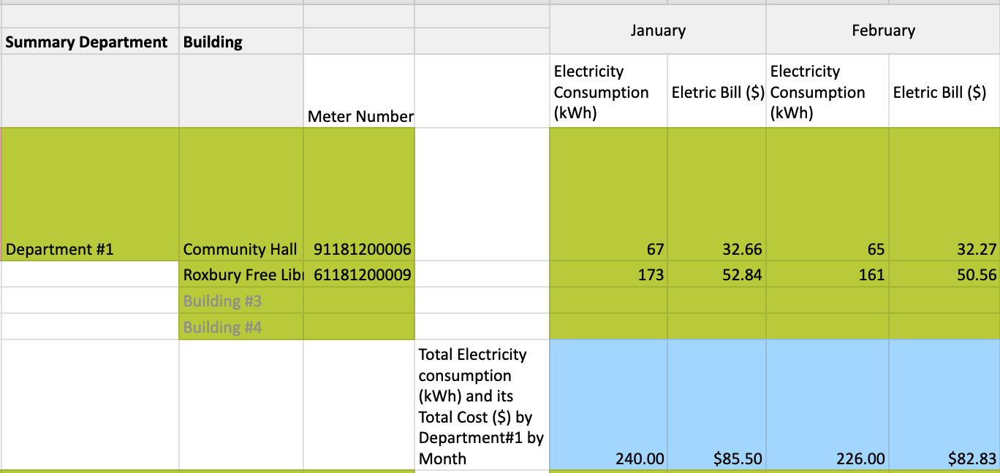 January February
Summary Department Building
Electricity Electricity
Consumption Eletric Bill ($) Consumption Eletric Bill ($)
Meter Number (kWh) (kWh)
Department #1 Community Hall 91181200006 67 32.66 65 32.27
Roxbury Free Lib 61181200009 173 52.84 161 50.56
Building #3
Building #4
Total Electricity
consumption
(kWh) and its
Total Cost ($) by
Department#1 by
Month 240.00 $85.50 226.00 $82.83